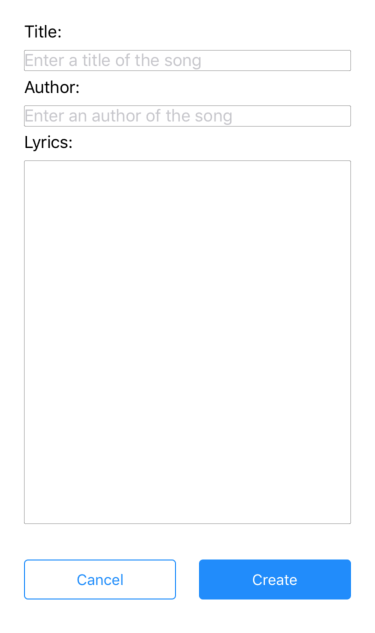 Title:
Enter a title of the song
Author:
Enter an author of the song
Lyrics:
Cancel Create